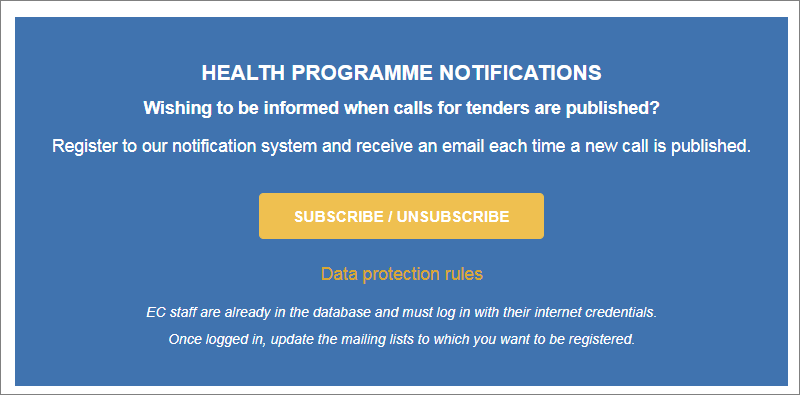 HEALTH PROGRAMME NOTIFICATIONS
Wishing to be informed when calls for tenders are published?
Register to our notification system and receive an email each time a new call is published.
SUBSCRIBE / UNSUBSCRIBE
Data protection rules
EC staff are already in the database and must log in with their internet credentials.
Once logged in, update the mailing lists to which you want to be registered.